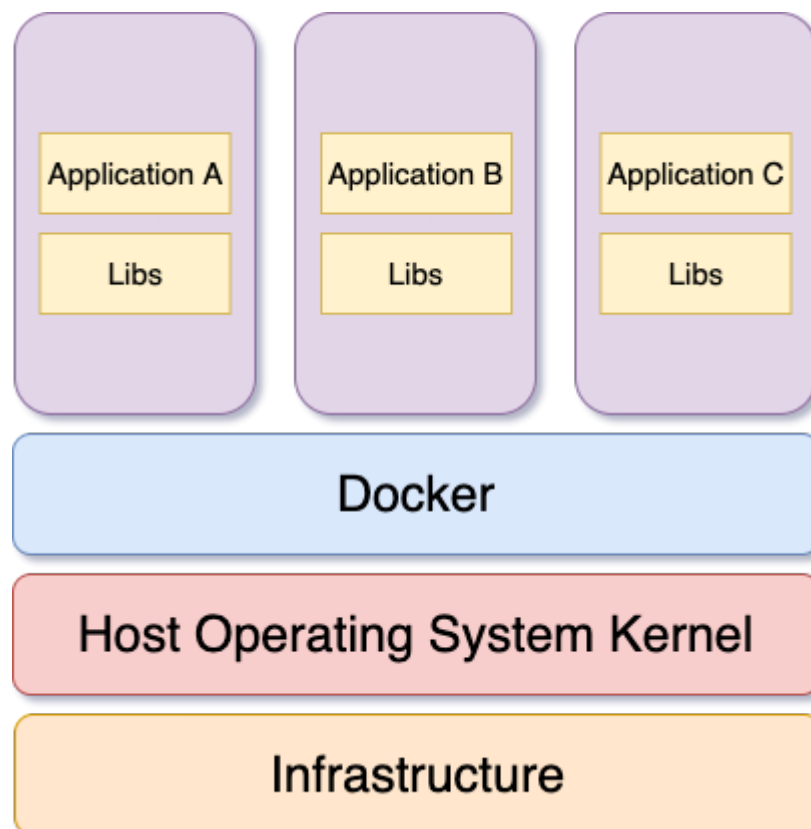 Application A
Application B
Application C
Libs
Libs
Libs
Docker
Host Operating System Kernel
Infrastructure